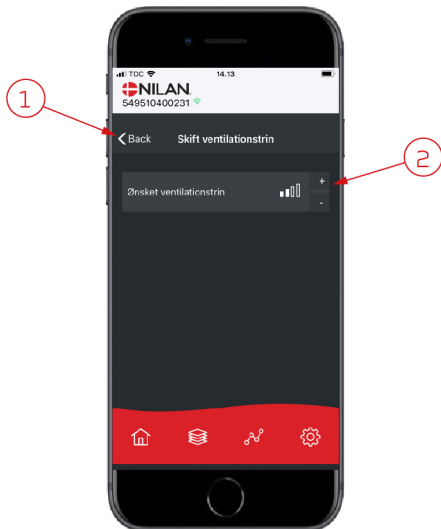 TDC 14.13
NILAN
549510400231
1
Back Skift ventilationstrin
2
Ønsket ventilationstrin + -